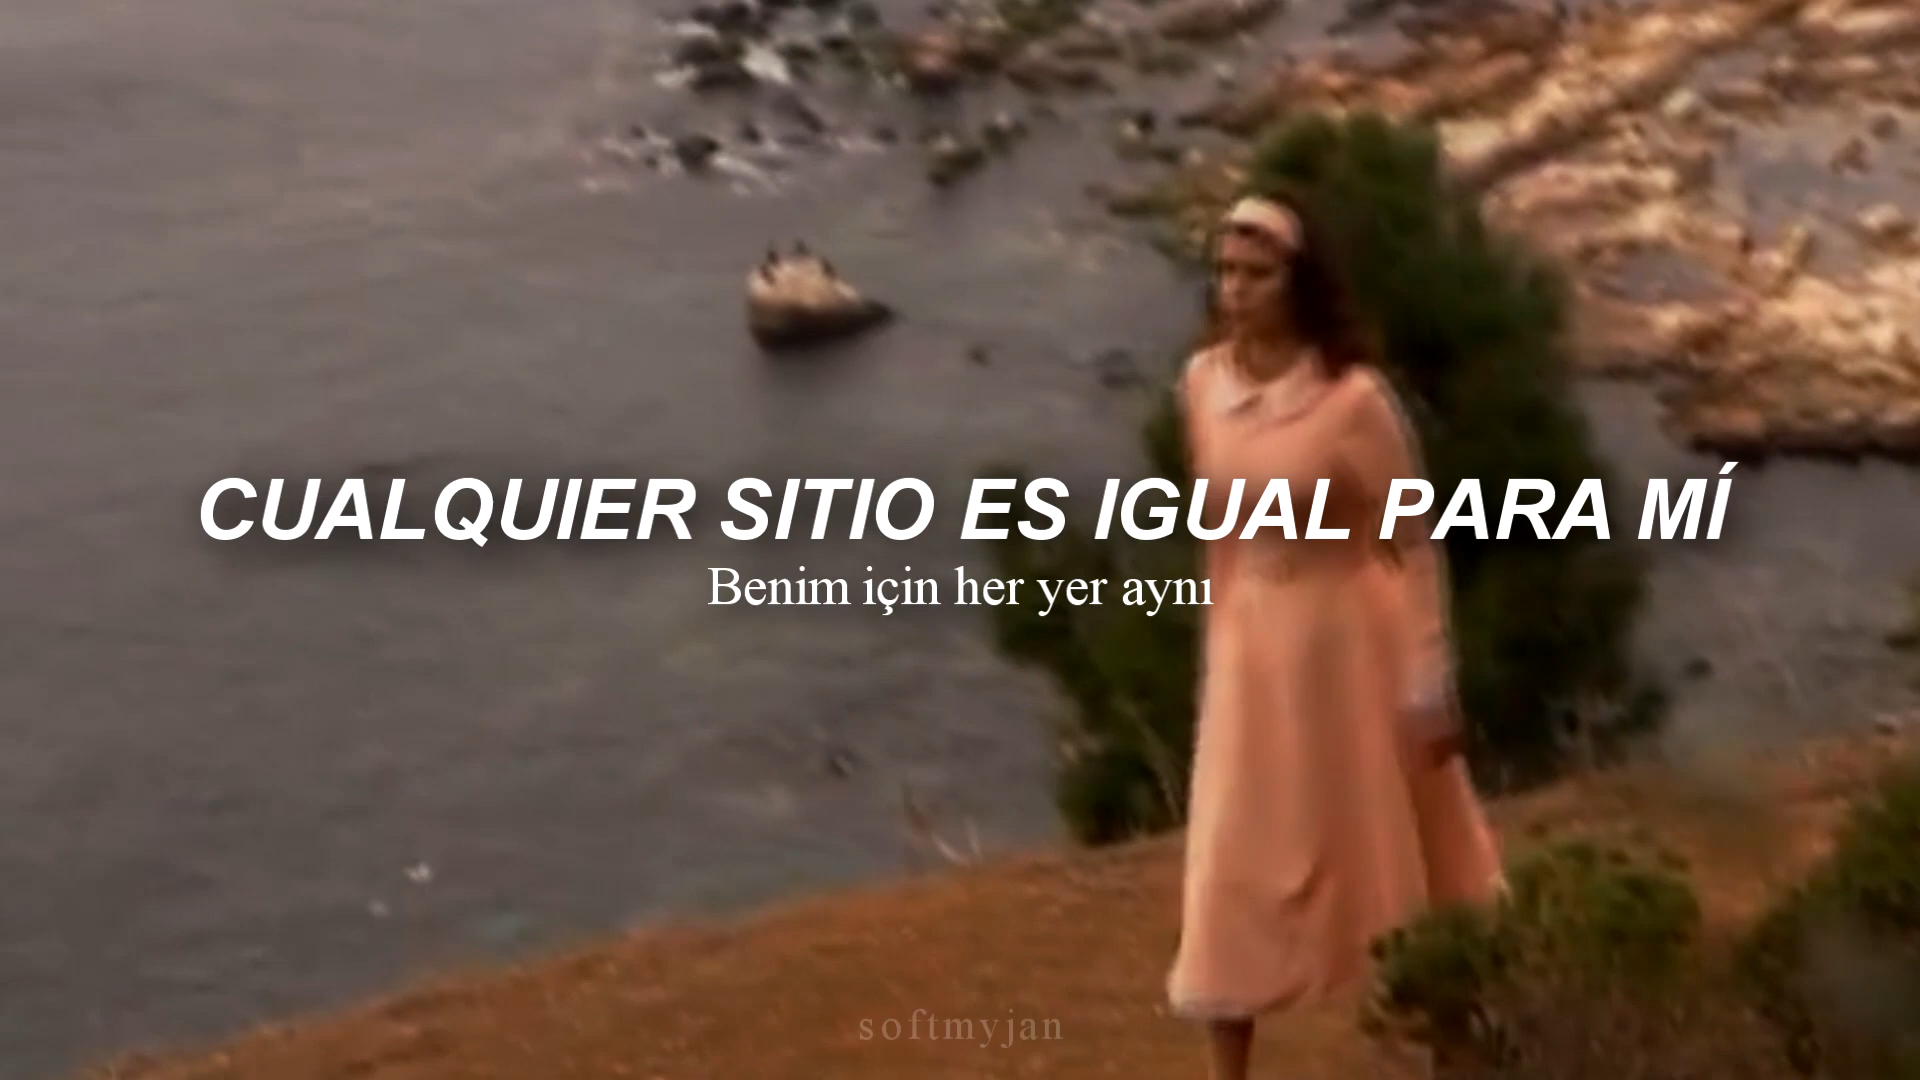 CUALQUIER SITIO ES IGUAL PARA MÍ
Benim için her yer aynı
softmyjan